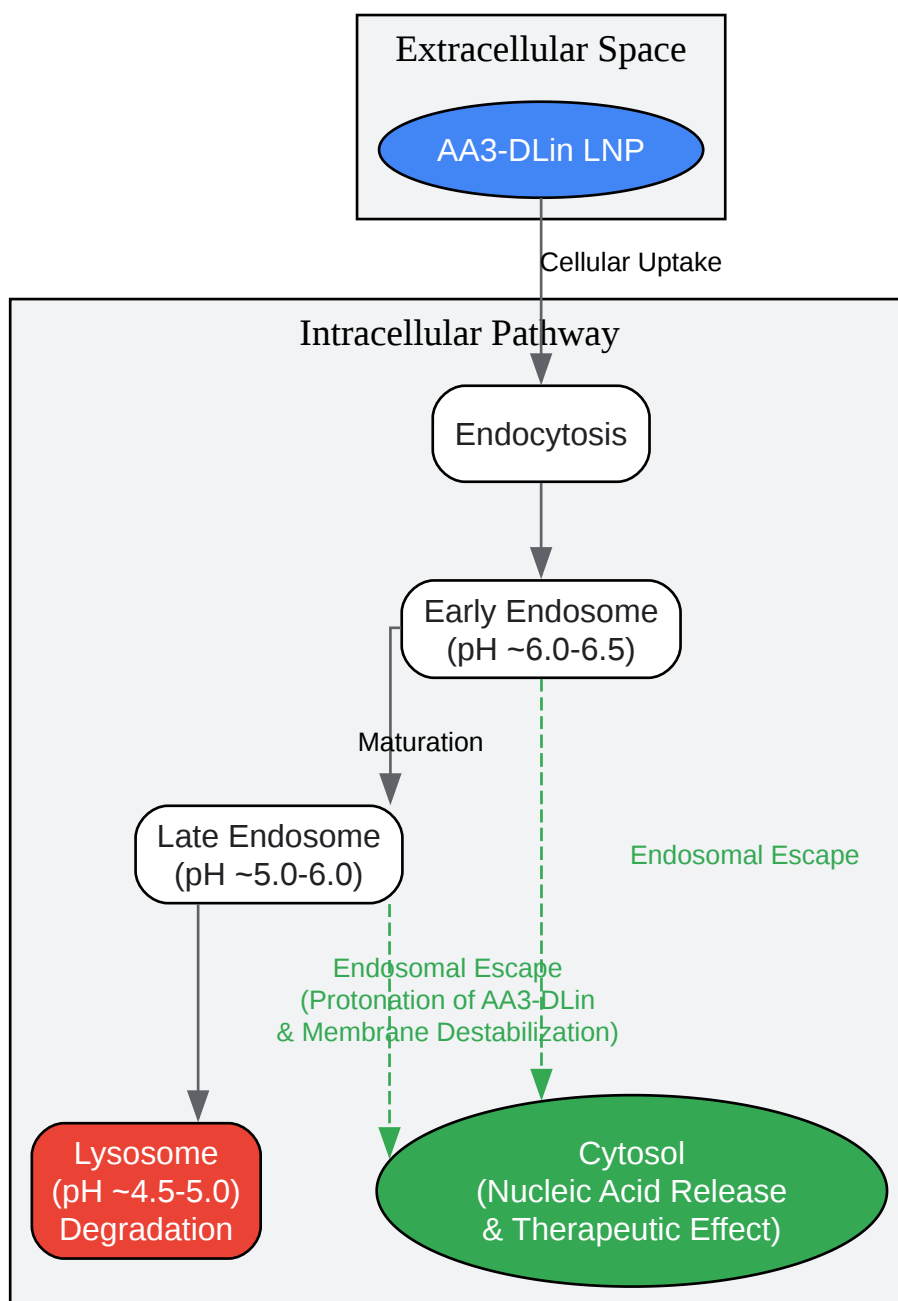 Extracellular Space
AA3-DLin LNP
Cellular Uptake
Intracellular Pathway
Endocytosis
Early Endosome
(pH ~6.0-6.5)
Maturation
Late Endosome
(pH ~5.0-6.0)
Endosomal Escape
Endosomal Escape
(Protonation of AA3-DLin
& Membrane Destabilization)
Lysosome
(pH ~4.5-5.0)
Degradation
Cytosol
(Nucleic Acid Release
& Therapeutic Effect)